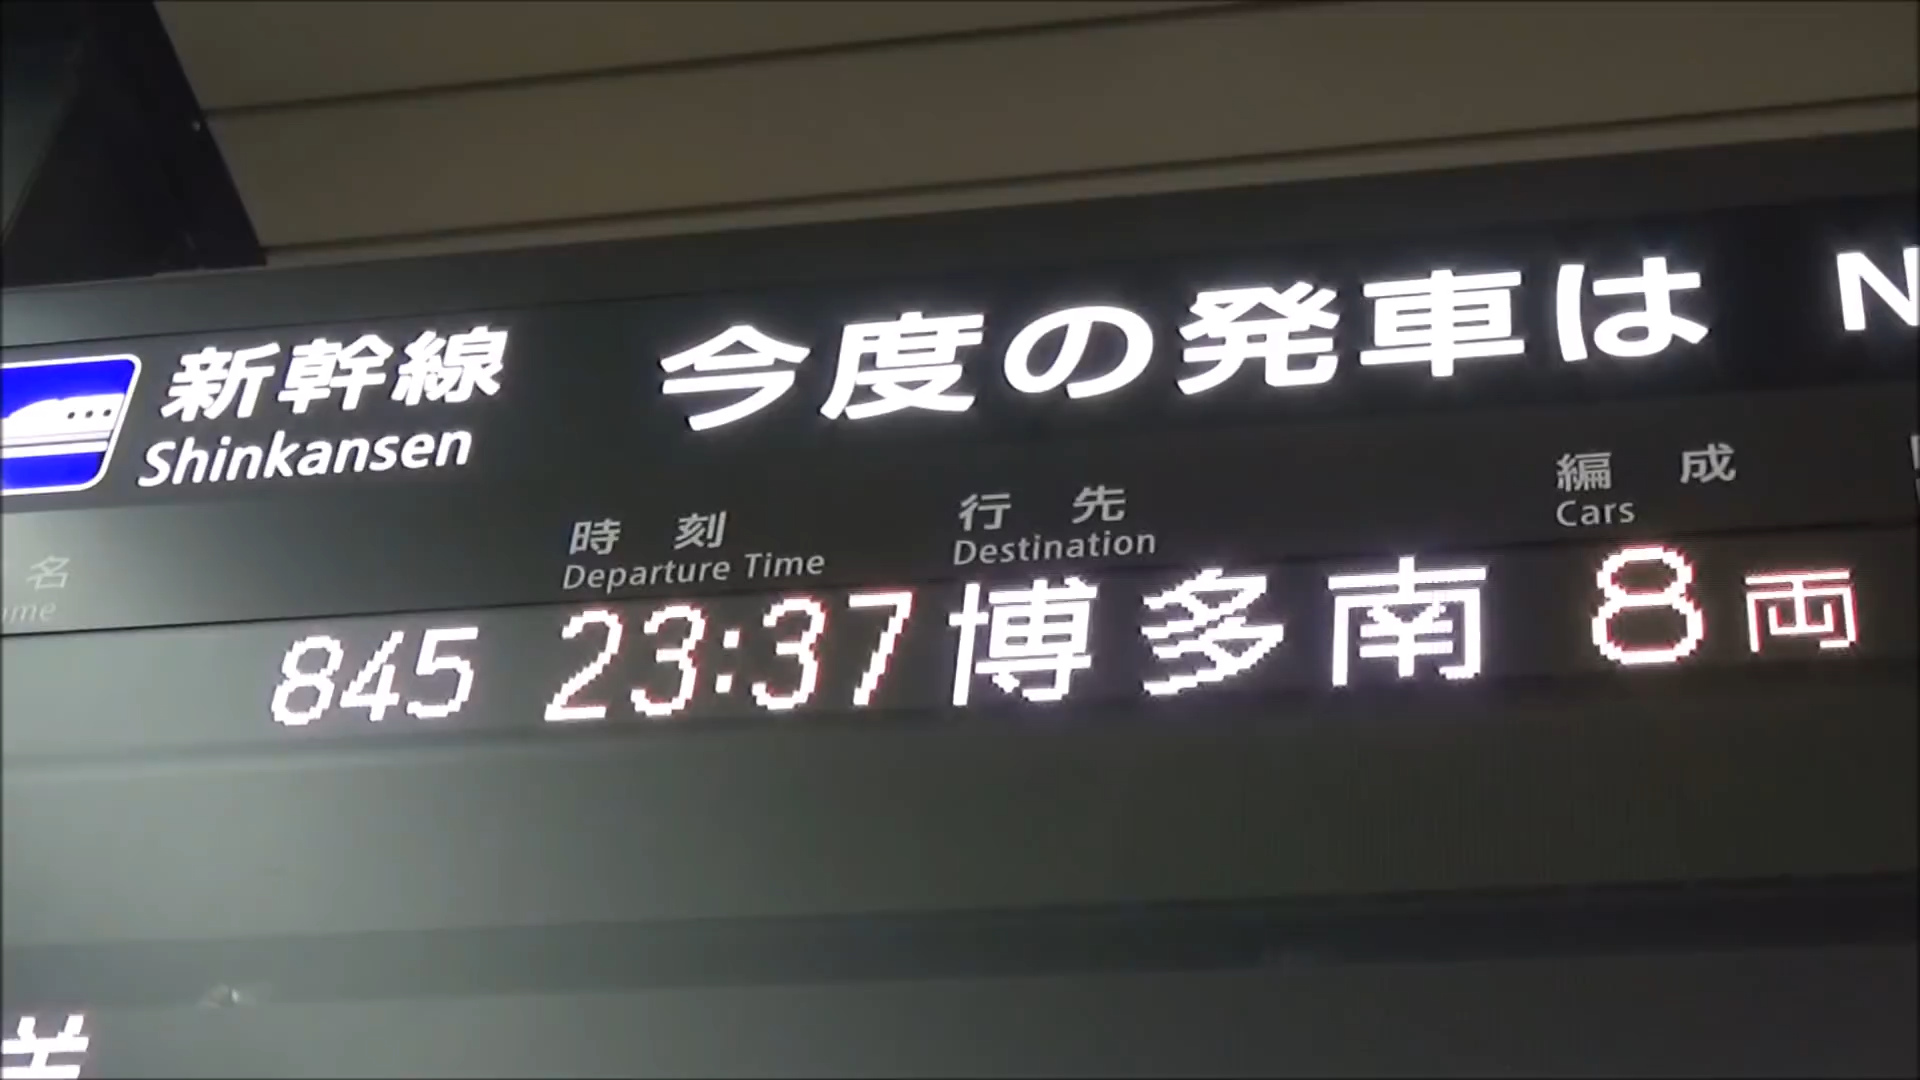 新幹線 今度の発車は N
Shinkansen
名 時刻 行先 編成
Departure Time Destination Cars
845 23:37 博多南 8両